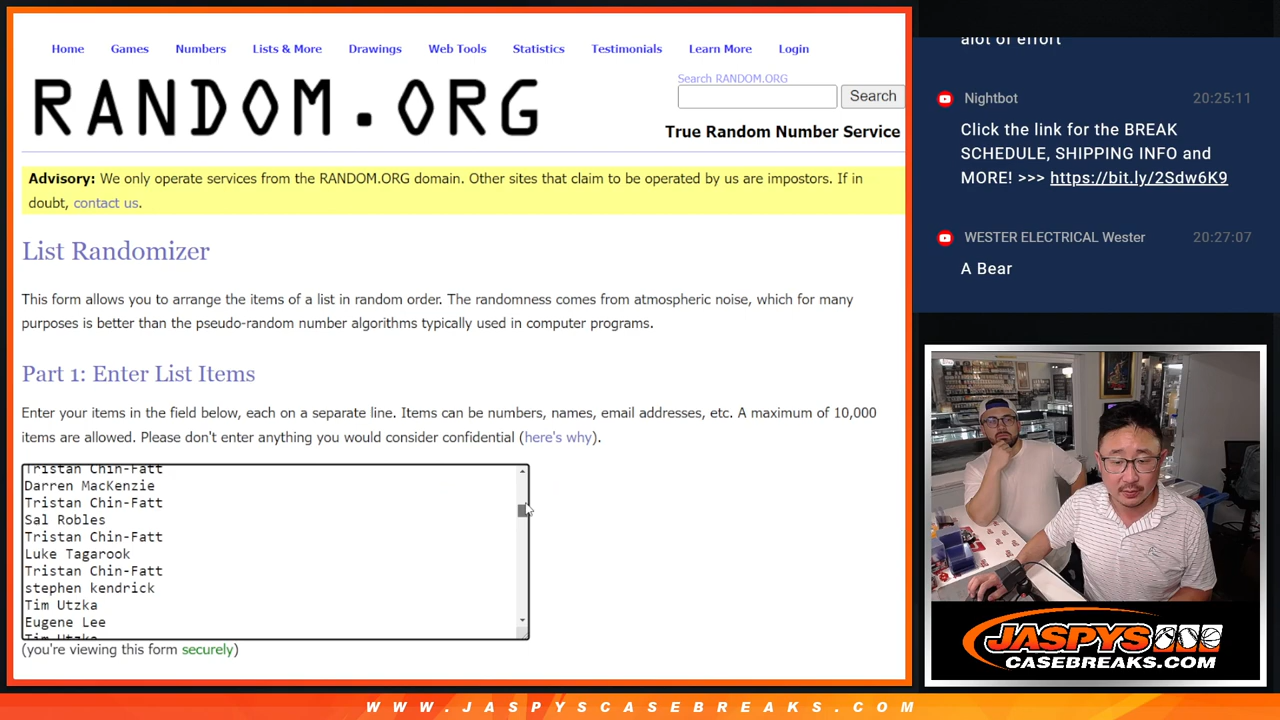 Home Games Numbers Lists & More Drawings Web Tools Statistics Testimonials Learn More Login
RANDOM.ORG
Search RANDOM.ORG
Search
True Random Number Service
Advisory: We only operate services from the RANDOM.ORG domain. Other sites that claim to be operated by us are impostors. If in
doubt, contact us.
List Randomizer
This form allows you to arrange the items of a list in random order. The randomness comes from atmospheric noise, which for many
purposes is better than the pseudo-random number algorithms typically used in computer programs.
Part 1: Enter List Items
Enter your items in the field below, each on a separate line. Items can be numbers, names, email addresses, etc. A maximum of 10,000
items are allowed. Please don't enter anything you would consider confidential (here's why).
Tristan Chin-Fatt
Darren MacKenzie
Tristan Chin-Fatt
Sal Robles
Tristan Chin-Fatt
Luke Tagarook
Tristan Chin-Fatt
stephen kendrick
Tim Utzka
Eugene Lee
Tim Utzka
(you're viewing this form securely)
alot of effort
Nightbot 20:25:11
Click the link for the BREAK
SCHEDULE, SHIPPING INFO and
MORE! >>> https://bit.ly/2Sdw6K9
WESTER ELECTRICAL Wester 20:27:07
A Bear
JASPYS
CASEBREAKS.COM
WWW.JASPYSCASEBREAKS.COM